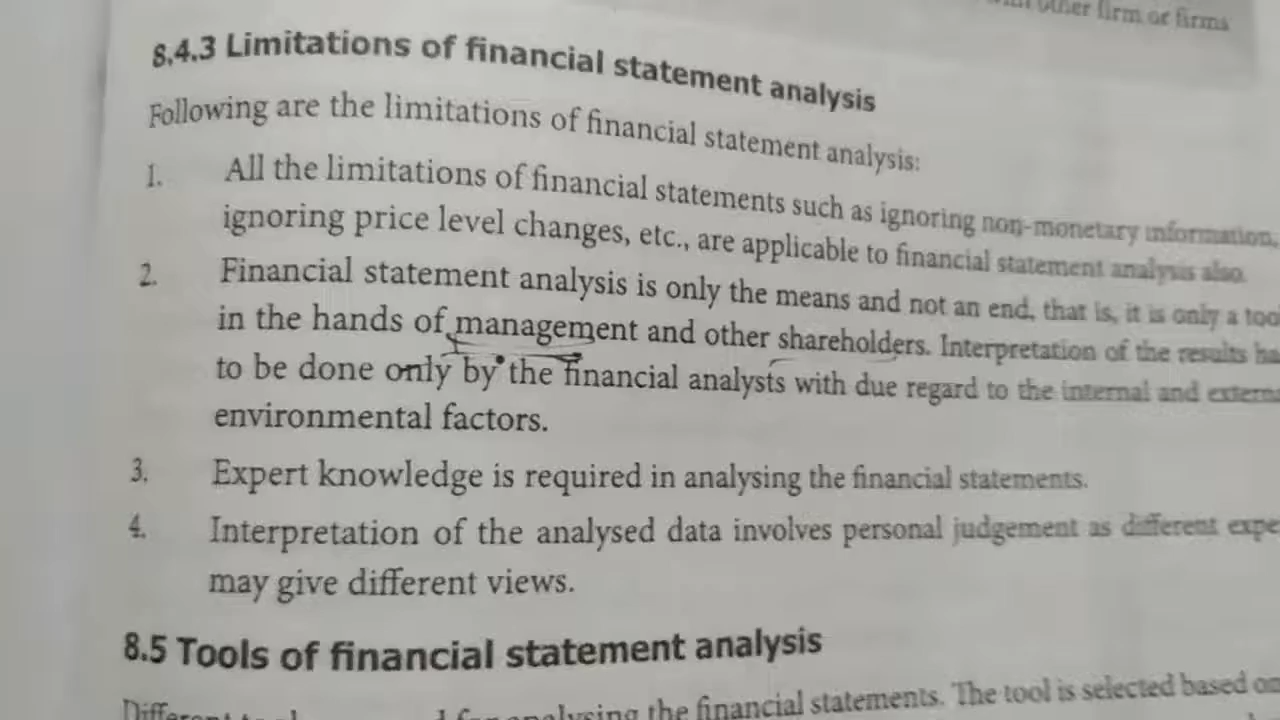 other firm or firms
8.4.3 Limitations of financial statement analysis
Following are the limitations of financial statement analysis:
1. All the limitations of financial statements such as ignoring non-monetary information,
ignoring price level changes, etc., are applicable to financial statement analysis also.
2. Financial statement analysis is only the means and not an end, that is, it is only a too
in the hands of management and other shareholders. Interpretation of the results ha
to be done only by the financial analysts with due regard to the internal and externa
environmental factors.
3. Expert knowledge is required in analysing the financial statements.
4. Interpretation of the analysed data involves personal judgement as different expe
may give different views.
8.5 Tools of financial statement analysis
analysing the financial statements. The tool is selected based on